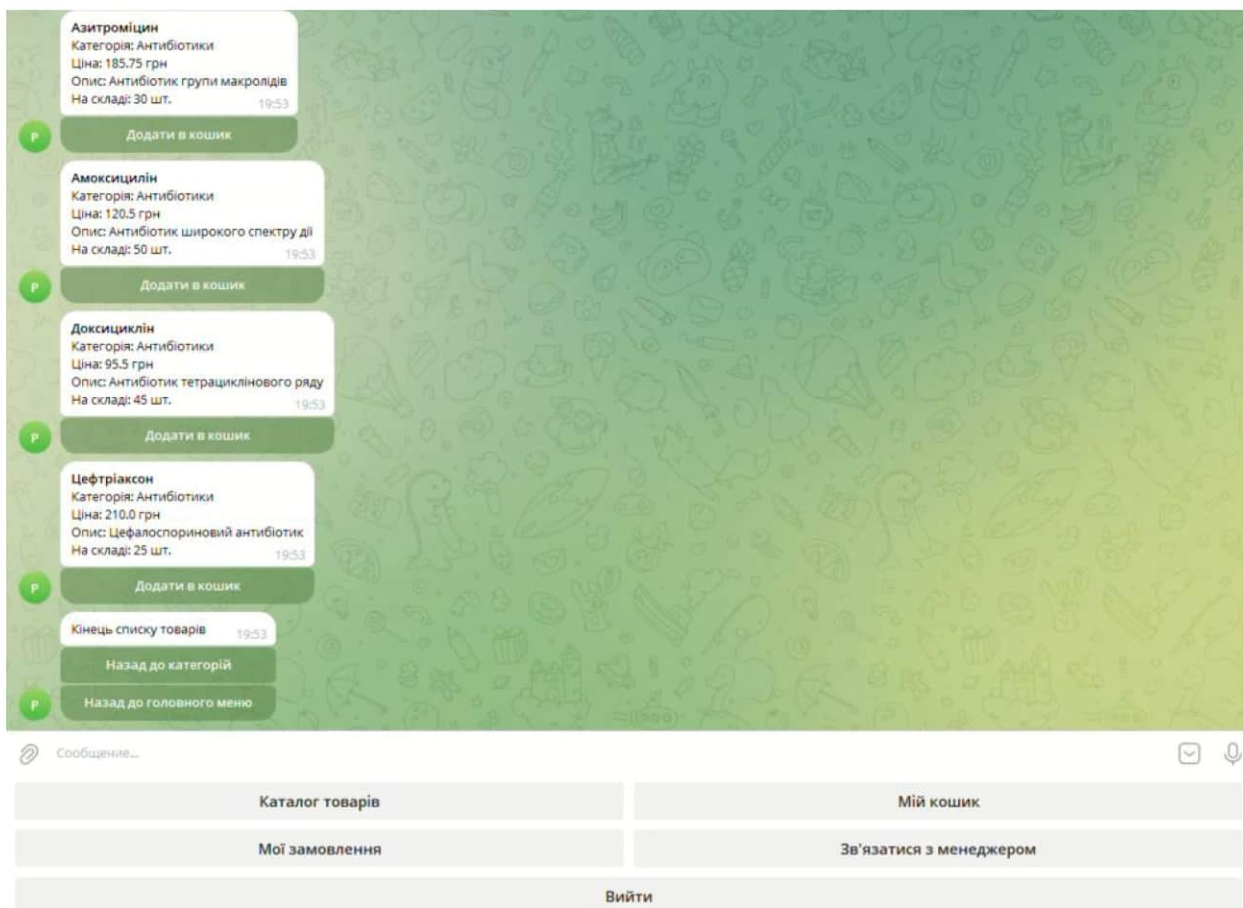 Азитроміцин
Категорія: Антибіотики
Ціна: 185.75 грн
Опис: Антибіотик групи макролідів
На складі: 30 шт.
19:53
P
Додати в кошик
Амоксицилін
Категорія: Антибіотики
Ціна: 120.5 грн
Опис: Антибіотик широкого спектру дії
На складі: 50 шт.
19:53
P
Додати в кошик
Доксициклін
Категорія: Антибіотики
Ціна: 95.5 грн
Опис: Антибіотик тетрациклінового ряду
На складі: 45 шт.
19:53
P
Додати в кошик
Цефтріаксон
Категорія: Антибіотики
Ціна: 210.0 грн
Опис: Цефалоспориновий антибіотик
На складі: 25 шт.
19:53
P
Додати в кошик
Кінець списку товарів
19:53
Назад до категорій
P
Назад до головного меню
Сообщение...
Каталог товарів
Мій кошик
Мої замовлення
Зв'язатися з менеджером
Вийти